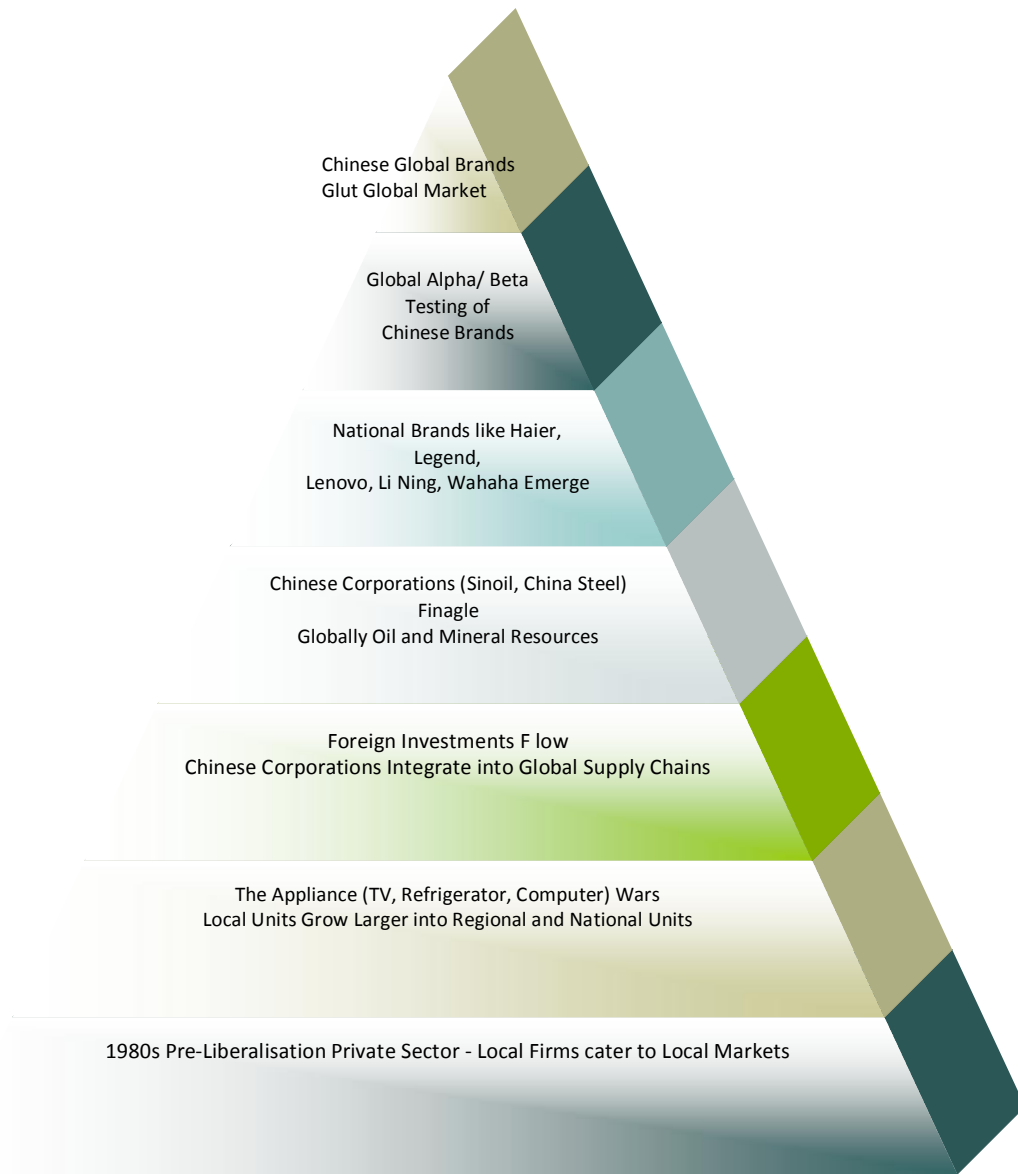 Chinese Global Brands
Glut Global Market
Global Alpha/ Beta
Testing of
Chinese Brands
National Brands like Haier,
Legend,
Lenovo, Li Ning, Wahaha Emerge
Chinese Corporations (Sinoil, China Steel)
Finagle
Globally Oil and Mineral Resources
Foreign Investments F low
Chinese Corporations Integrate into Global Supply Chains
The Appliance (TV, Refrigerator, Computer) Wars
Local Units Grow Larger into Regional and National Units
1980s Pre-Liberalisation Private Sector - Local Firms cater to Local Markets